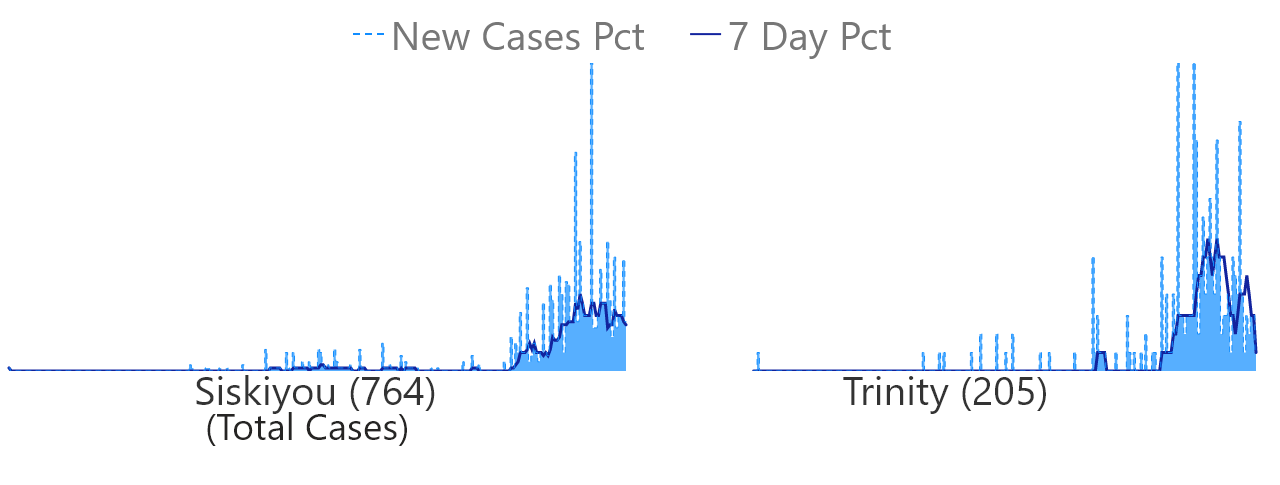 New Cases Pct 7 Day Pct
Siskiyou (764)
(Total Cases)
Trinity (205)